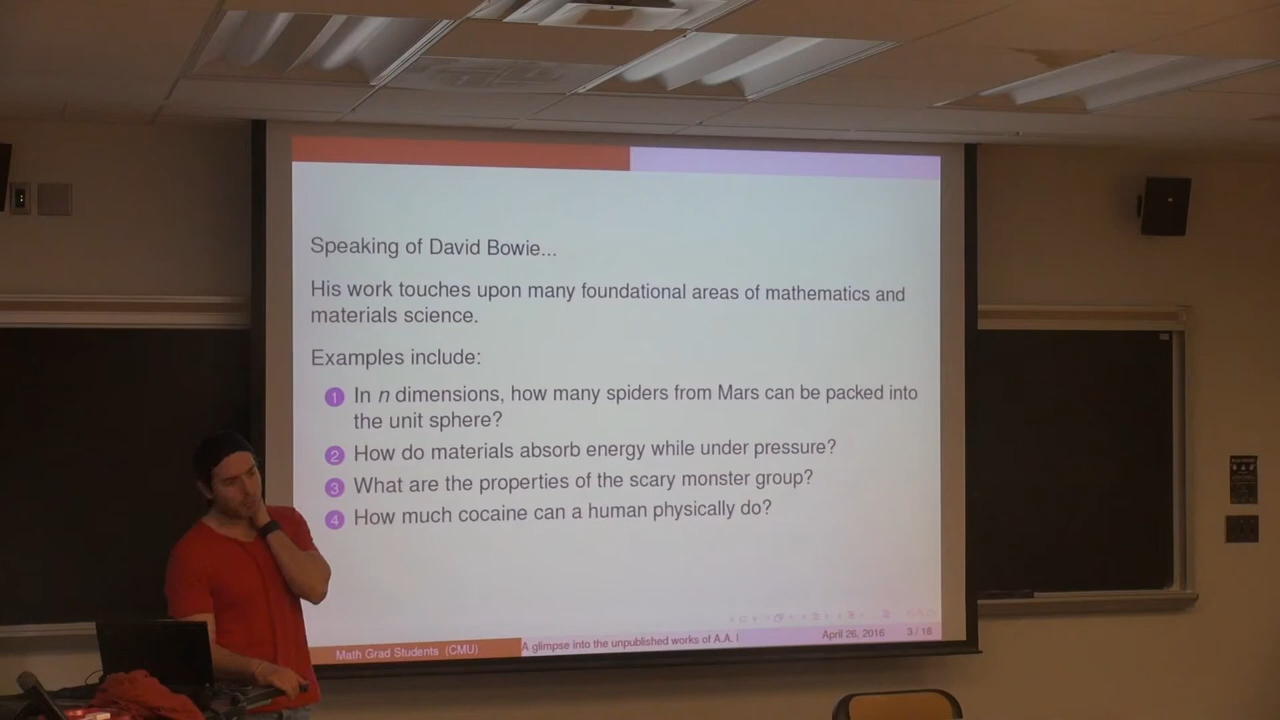 Speaking of David Bowie...
His work touches upon many foundational areas of mathematics and
materials science.
Examples include:
1 In n dimensions, how many spiders from Mars can be packed into
the unit sphere?
2 How do materials absorb energy while under pressure?
3 What are the properties of the scary monster group?
4 How much cocaine can a human physically do?
Math Grad Students (CMU) A glimpse into the unpublished works of A.A. April 26, 2016 3 / 18